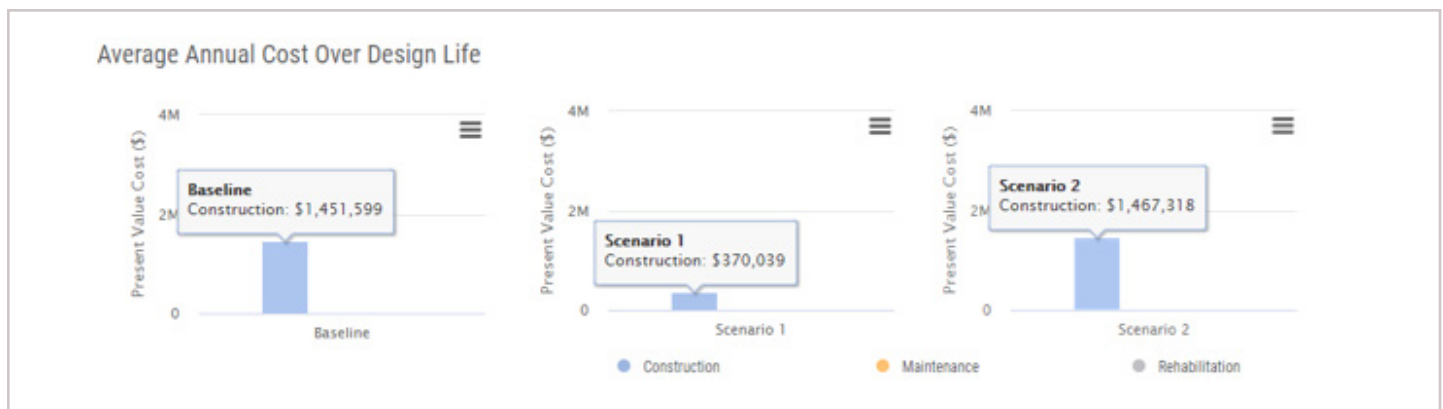 Average Annual Cost Over Design Life
4M
2M
0
Present Value Cost ($)
Baseline
Construction: $1,451,599
Baseline
4M
2M
0
Present Value Cost ($)
Scenario 1
Construction: $370,039
Scenario 1
4M
2M
0
Present Value Cost ($)
Scenario 2
Construction: $1,467,318
Scenario 2
Construction
Maintenance
Rehabilitation